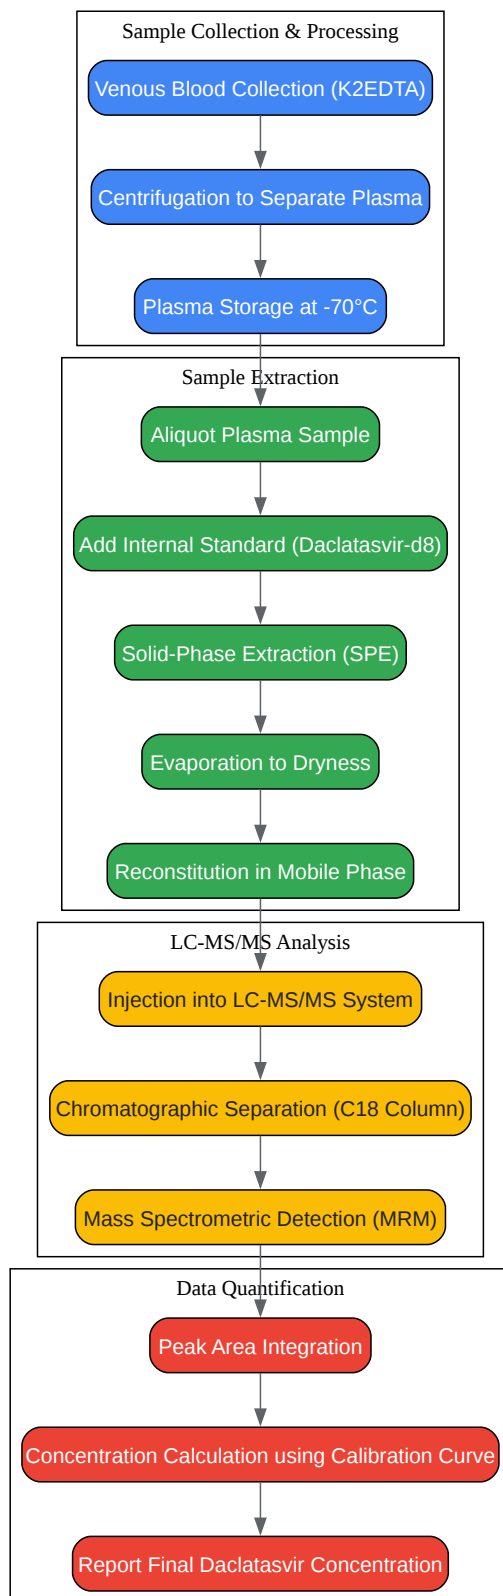 Sample Collection & Processing
Venous Blood Collection (K2EDTA)
Centrifugation to Separate Plasma
Plasma Storage at -70°C
Sample Extraction
Aliquot Plasma Sample
Add Internal Standard (Daclatasvir-d8)
Solid-Phase Extraction (SPE)
Evaporation to Dryness
Reconstitution in Mobile Phase
LC-MS/MS Analysis
Injection into LC-MS/MS System
Chromatographic Separation (C18 Column)
Mass Spectrometric Detection (MRM)
Data Quantification
Peak Area Integration
Concentration Calculation using Calibration Curve
Report Final Daclatasvir Concentration